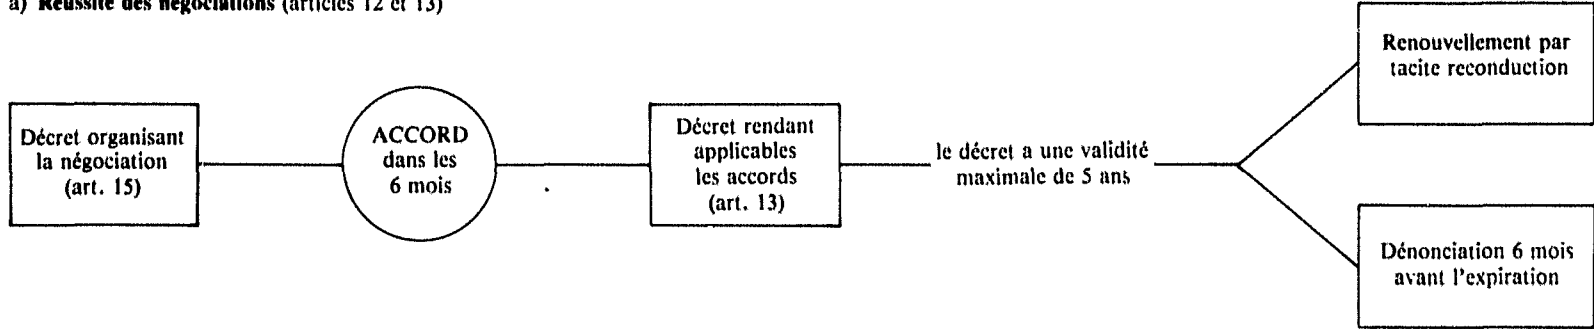 a) Réussite des négociations (articles 12 et 13)
Décret organisant
la négociation
(art. 15)
ACCORD
dans les
6 mois
Décret rendant
applicables
les accords
(art. 13)
le décret a une validité
maximale de 5 ans
Renouvellement par
tacite reconduction
Dénonciation 6 mois
avant l'expiration